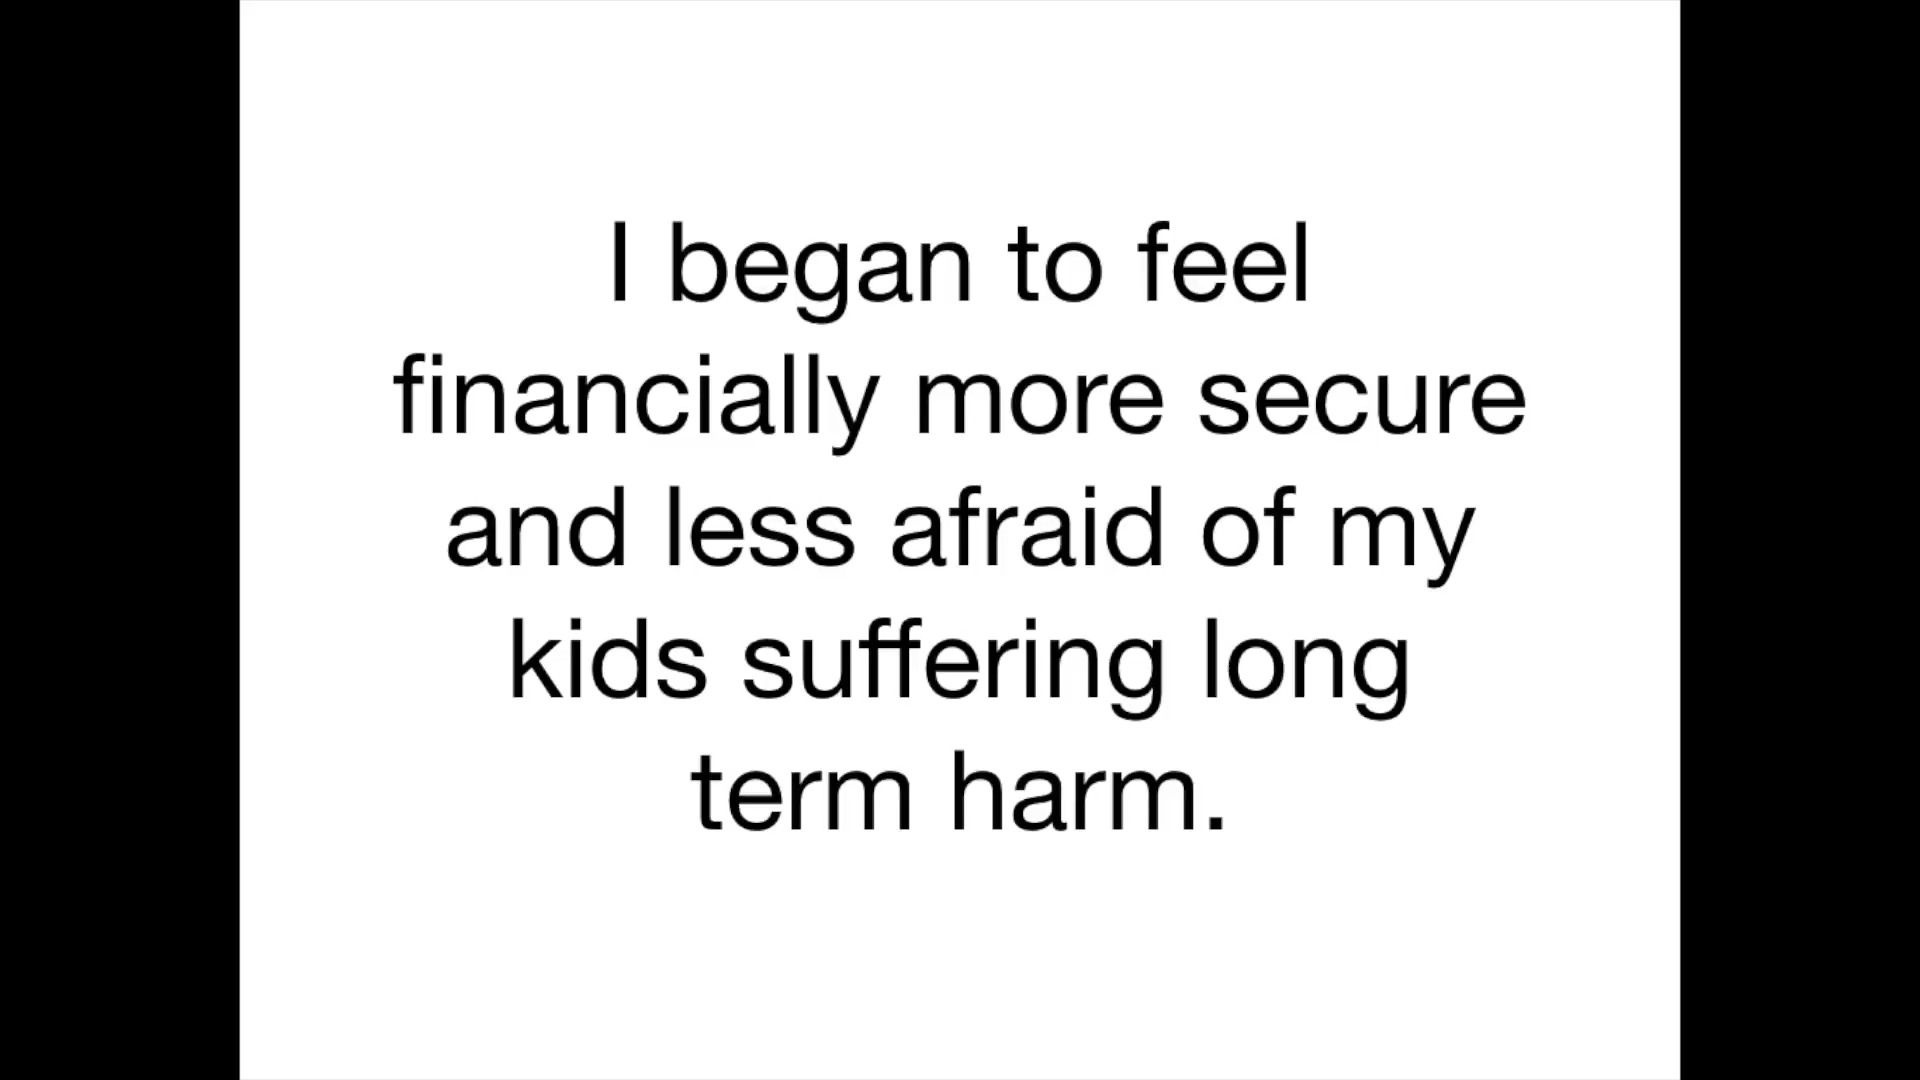 I began to feel
financially more secure
and less afraid of my
kids suffering long
term harm.